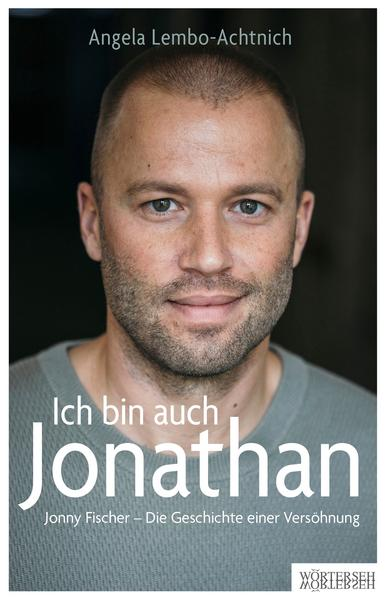 Angela Lembo-Achtnich
Ich bin auch
Jonathan
Jonny Fischer – Die Geschichte einer Versöhnung
WÖRTERSEH